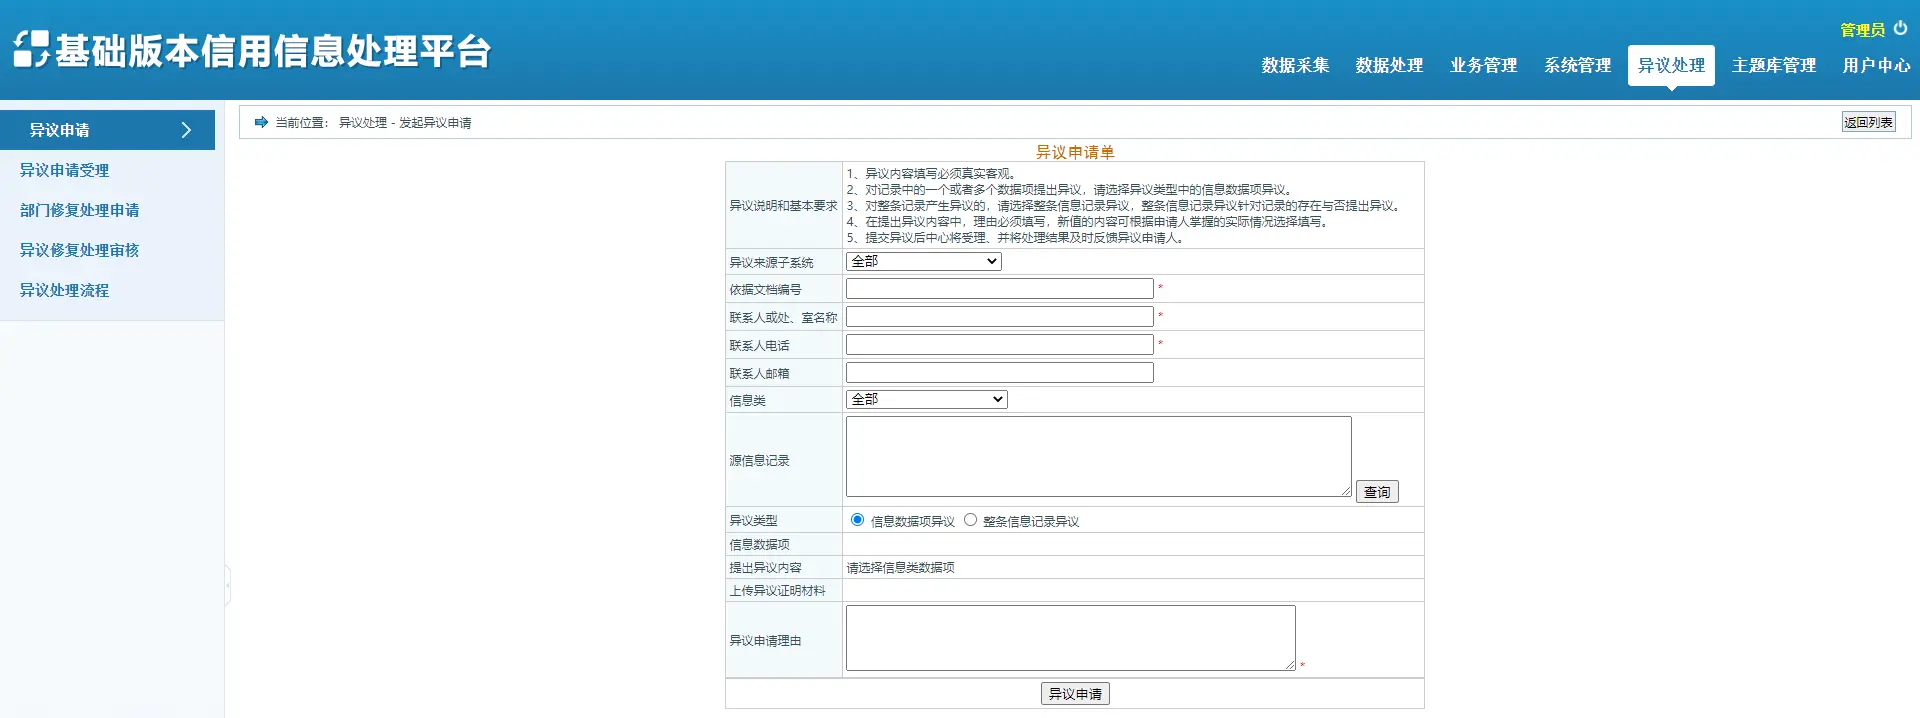 基础版本信用信息处理平台
管理员
数据采集 数据处理 业务管理 系统管理 异议处理 主题库管理 用户中心
异议申请
异议申请受理
部门修复处理申请
异议修复处理审核
异议处理流程
当前位置： 异议处理 - 发起异议申请
返回列表
异议申请单
异议说明和基本要求
1、异议内容填写必须真实客观。
2、对记录中的一个或者多个数据项提出异议，请选择异议类型中的信息数据项异议。
3、对整条记录产生异议的，请选择整条信息记录异议，整条信息记录异议针对记录的存在与否提出异议。
4、在提出异议内容中，理由必须填写，新值的内容可根据申请人掌握的实际情况选择填写。
5、提交异议后中心将受理、并将处理结果及时反馈异议申请人。
异议来源子系统 全部
依据文档编号 *
联系人或处、室名称 *
联系人电话 *
联系人邮箱
信息类 全部
源信息记录 查询
异议类型 信息数据项异议 整条信息记录异议
信息数据项
提出异议内容 请选择信息类数据项
上传异议证明材料
异议申请理由 *
异议申请